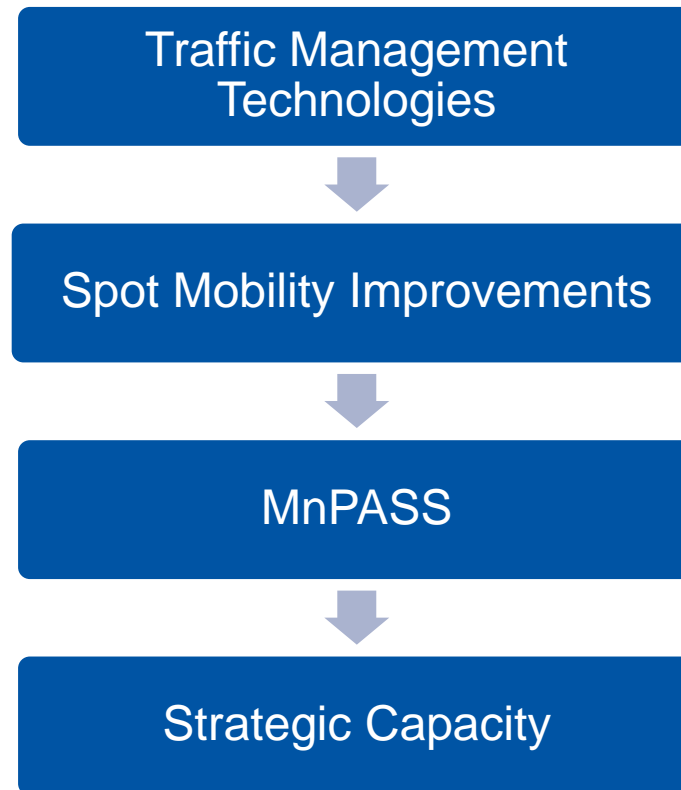 Traffic Management
Technologies
Spot Mobility Improvements
MnPASS
Strategic Capacity